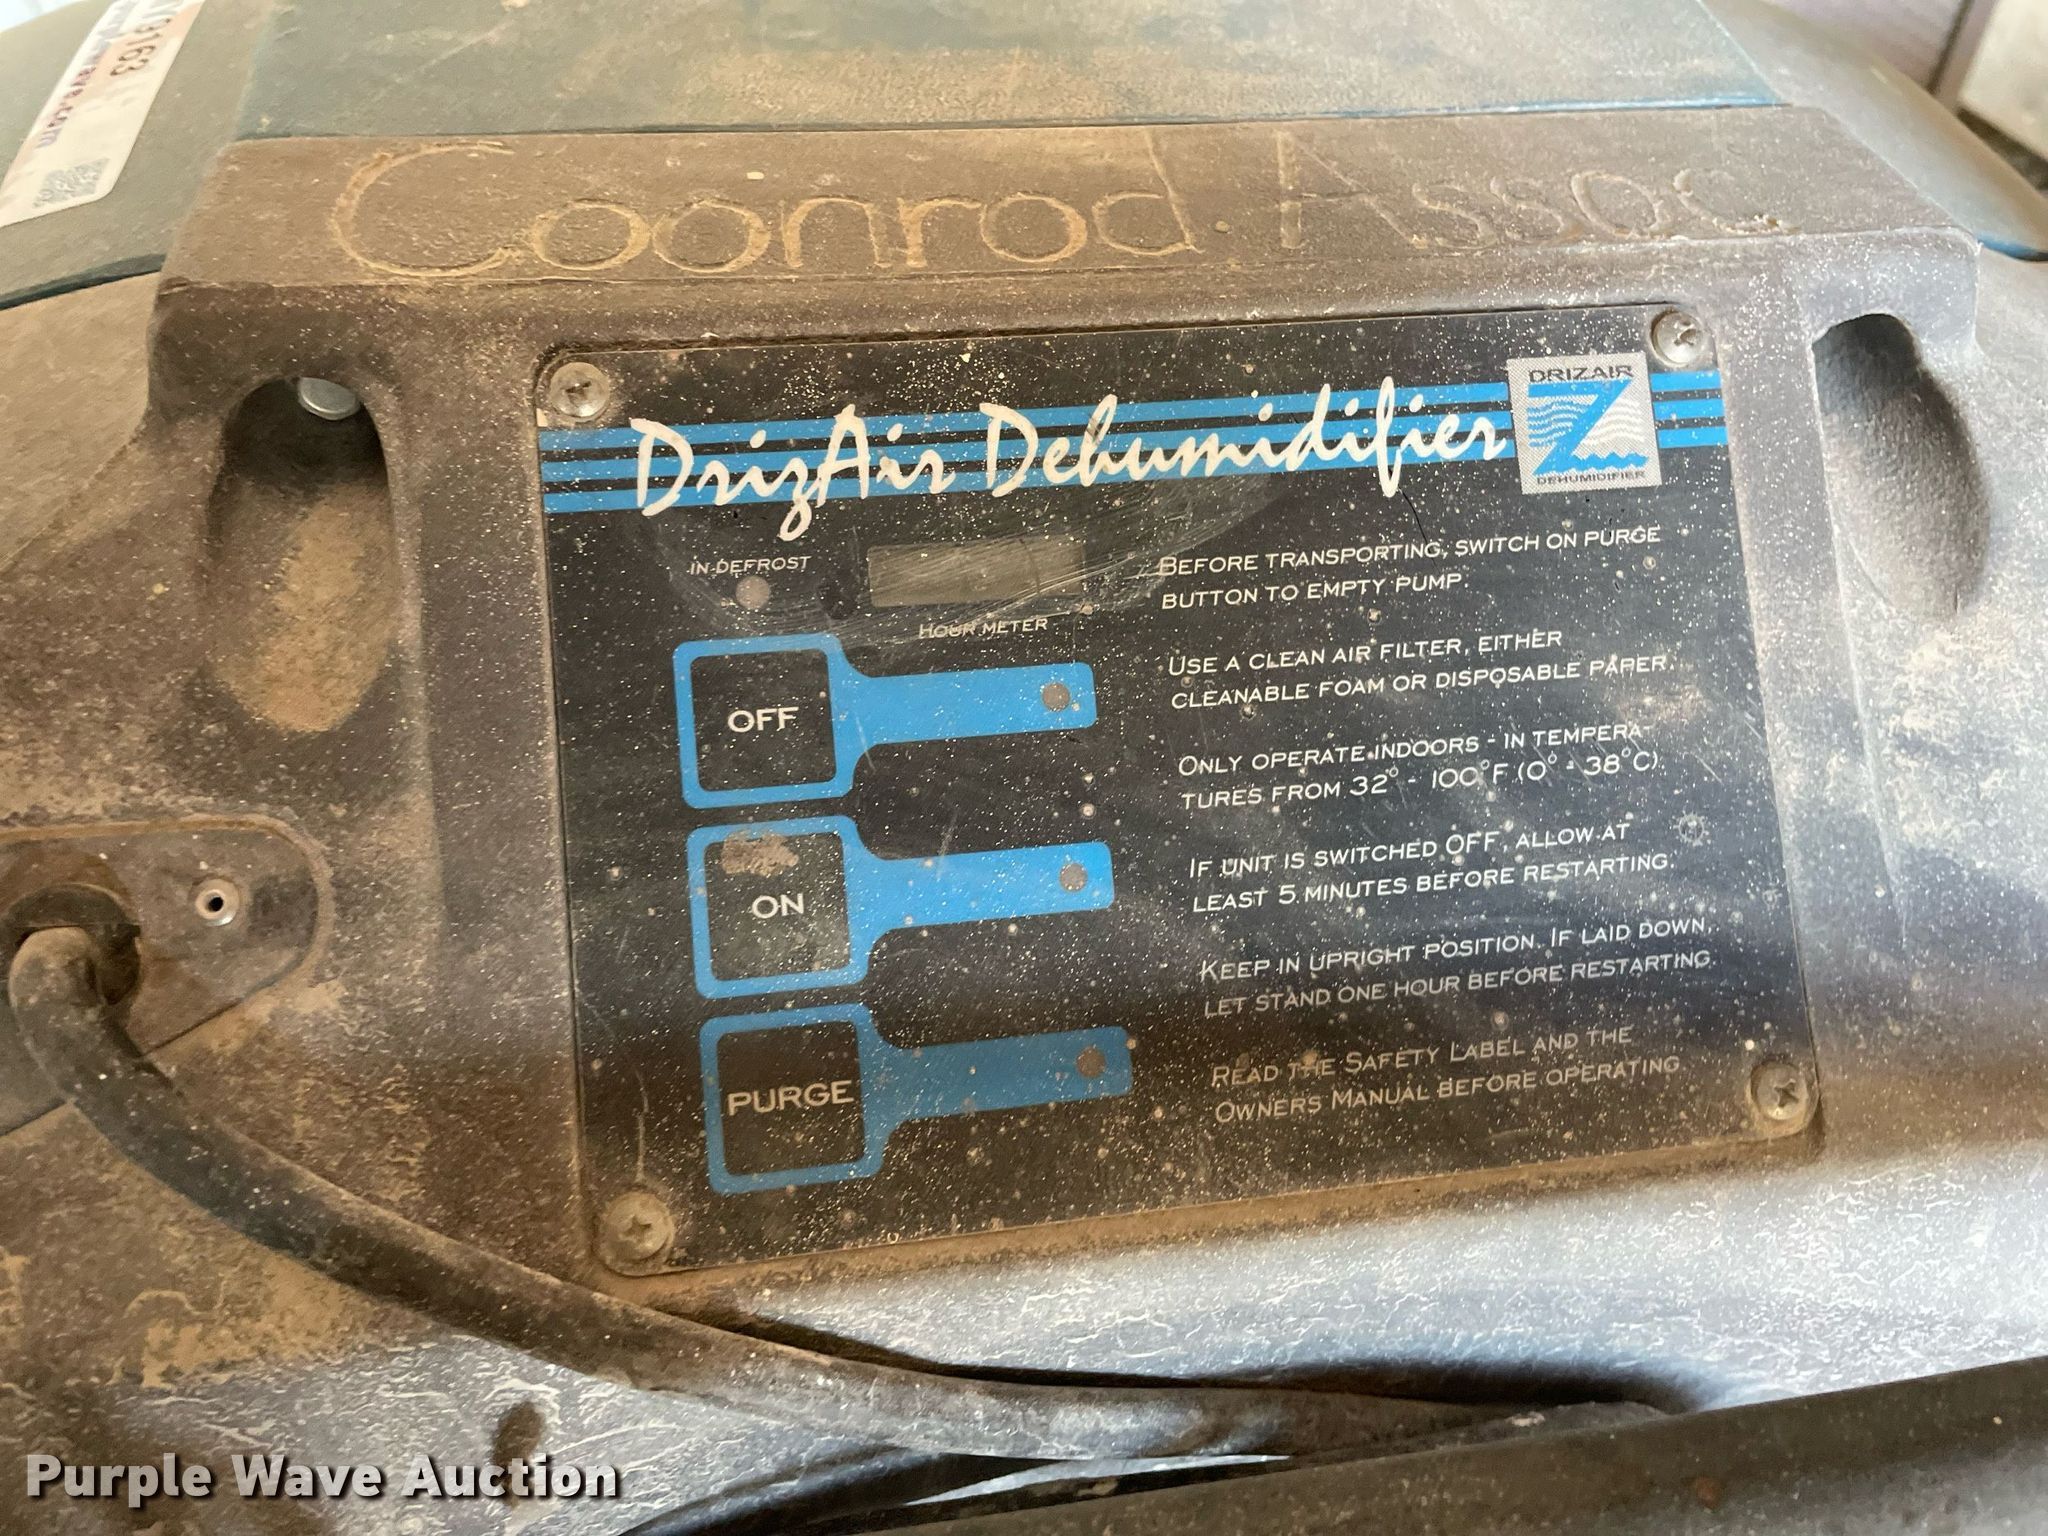 Coonrod. Assoc
DrizAir Dehumidifier
DRIZAIR
DEHUMIDIFIER
IN DEFROST
HOUR METER
OFF
ON
PURGE
BEFORE TRANSPORTING, SWITCH ON PURGE
BUTTON TO EMPTY PUMP.
USE A CLEAN AIR FILTER, EITHER
CLEANABLE FOAM OR DISPOSABLE PAPER.
ONLY OPERATE INDOORS - IN TEMPERA-
TURES FROM 32° - 100°F (0° - 38°C).
IF UNIT IS SWITCHED OFF, ALLOW AT
LEAST 5 MINUTES BEFORE RESTARTING.
KEEP IN UPRIGHT POSITION. IF LAID DOWN,
LET STAND ONE HOUR BEFORE RESTARTING.
READ THE SAFETY LABEL AND THE
OWNERS MANUAL BEFORE OPERATING
Purple Wave Auction